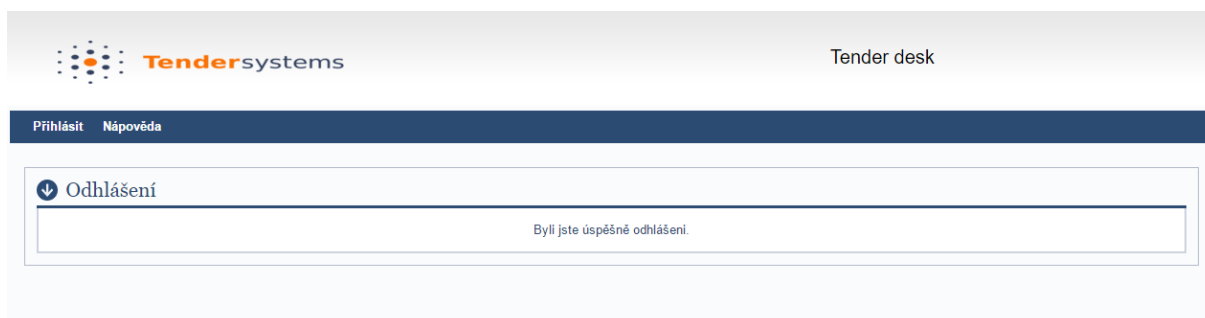 Tendersystems
Tender desk
Přihlásit Nápověda
Odhlášení
Byli jste úspěšně odhlášeni.